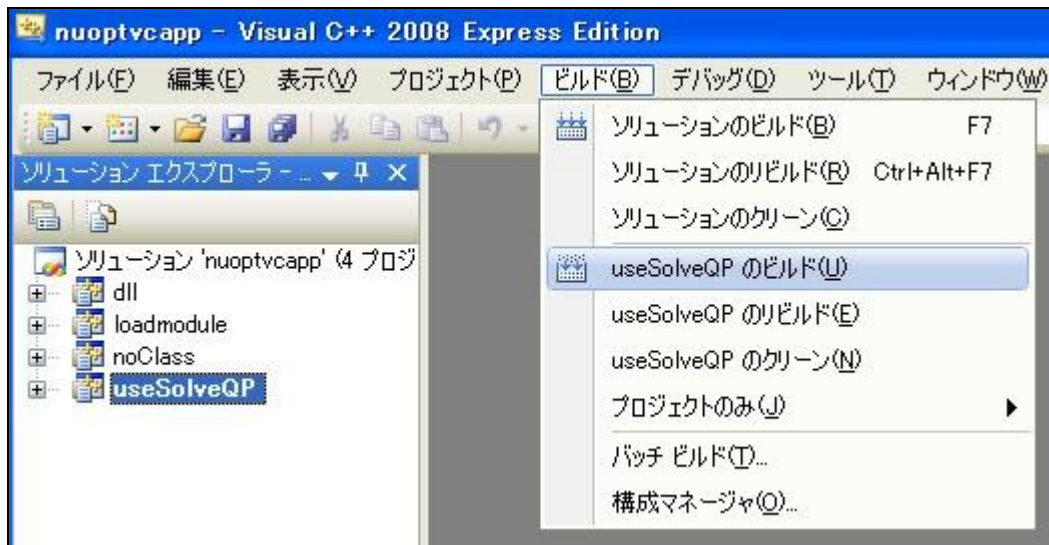 nuoptvcapp - Visual C++ 2008 Express Edition
ファイル(F) 編集(E) 表示(V) プロジェクト(P) ビルド(B) デバッグ(D) ツール(T) ウィンドウ(W)
ソリューション エクスプローラ - ...
ソリューション 'nuoptvcapp' (4 プロジ
dll
loadmodule
noClass
useSolveQP
ソリューションのビルド(B) F7
ソリューションのリビルド(R) Ctrl+Alt+F7
ソリューションのクリーン(C)
useSolveQP のビルド(U)
useSolveQP のリビルド(E)
useSolveQP のクリーン(N)
プロジェクトのみ(J)
バッチ ビルド(T)...
構成マネージャ(O)...